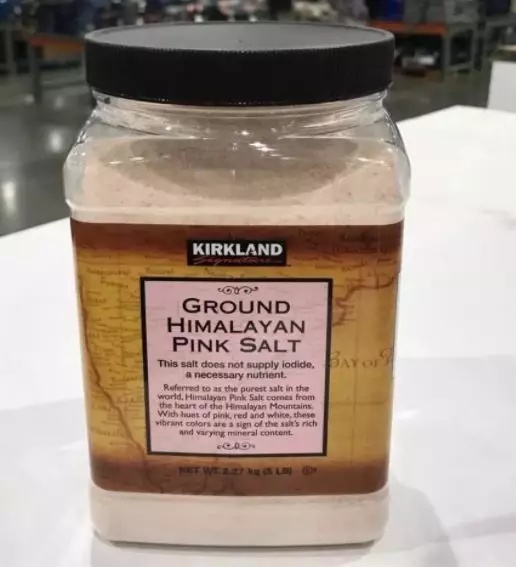 KIRKLAND
Signature
GROUND
HIMALAYAN
PINK SALT
This salt does not supply iodide,
a necessary nutrient.
Referred to as the purest salt in the
world, Himalayan Pink Salt comes from
the heart of the Himalayan Mountains.
With hues of pink, red and white, these
vibrant colors are a sign of the salt's rich
and varying mineral content.
BAY OF
NET WT 2.27 kg (5 LB)